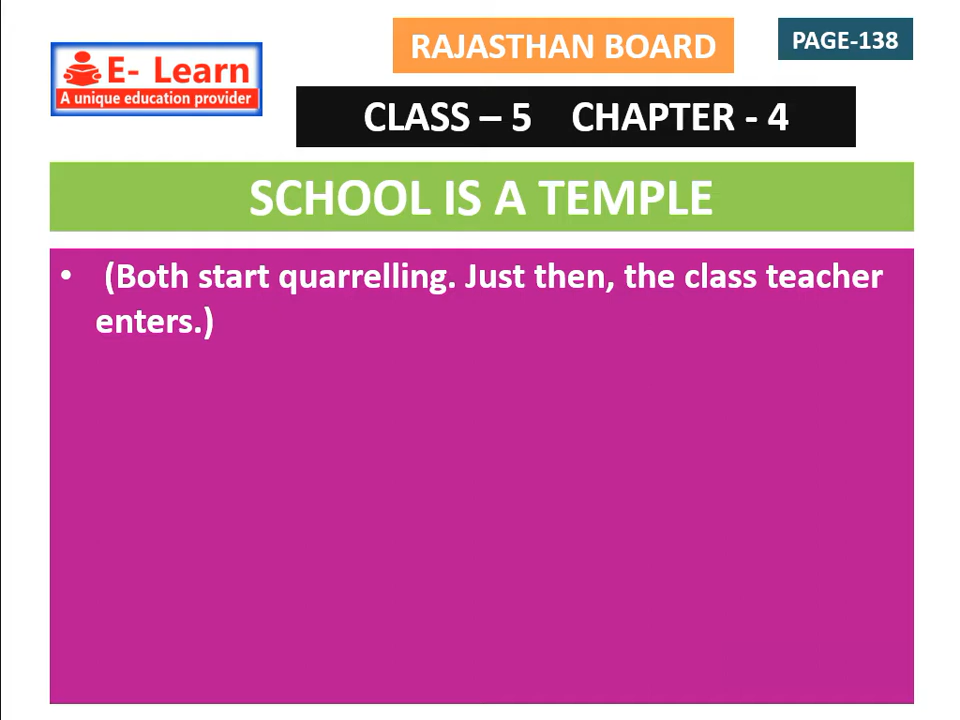 RAJASTHAN BOARD
PAGE-138
E- Learn
A unique education provider
CLASS – 5 CHAPTER - 4
SCHOOL IS A TEMPLE
• (Both start quarrelling. Just then, the class teacher
enters.)